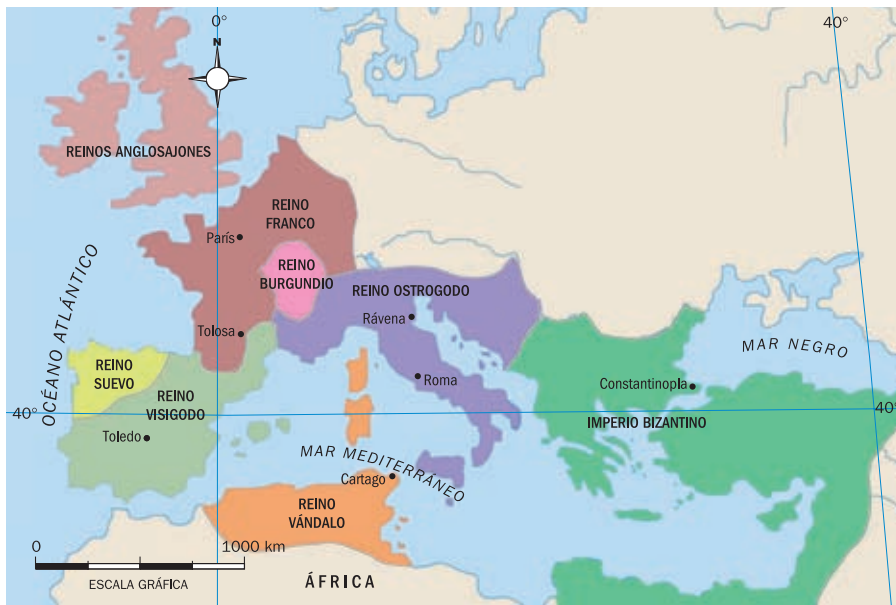 0°
40°
N
REINOS ANGLOSAJONES
REINO
FRANCO
París
REINO
BURGUNDIO
REINO OSTROGODO
Rávena
OCÉANO ATLÁNTICO
Tolosa
MAR NEGRO
REINO
SUEVO
REINO
VISIGODO
Roma
Constantinopla
40°
40°
IMPERIO BIZANTINO
Toledo
MAR MEDITERRÁNEO
Cartago
REINO
VÁNDALO
0
1000 km
ESCALA GRÁFICA
ÁFRICA